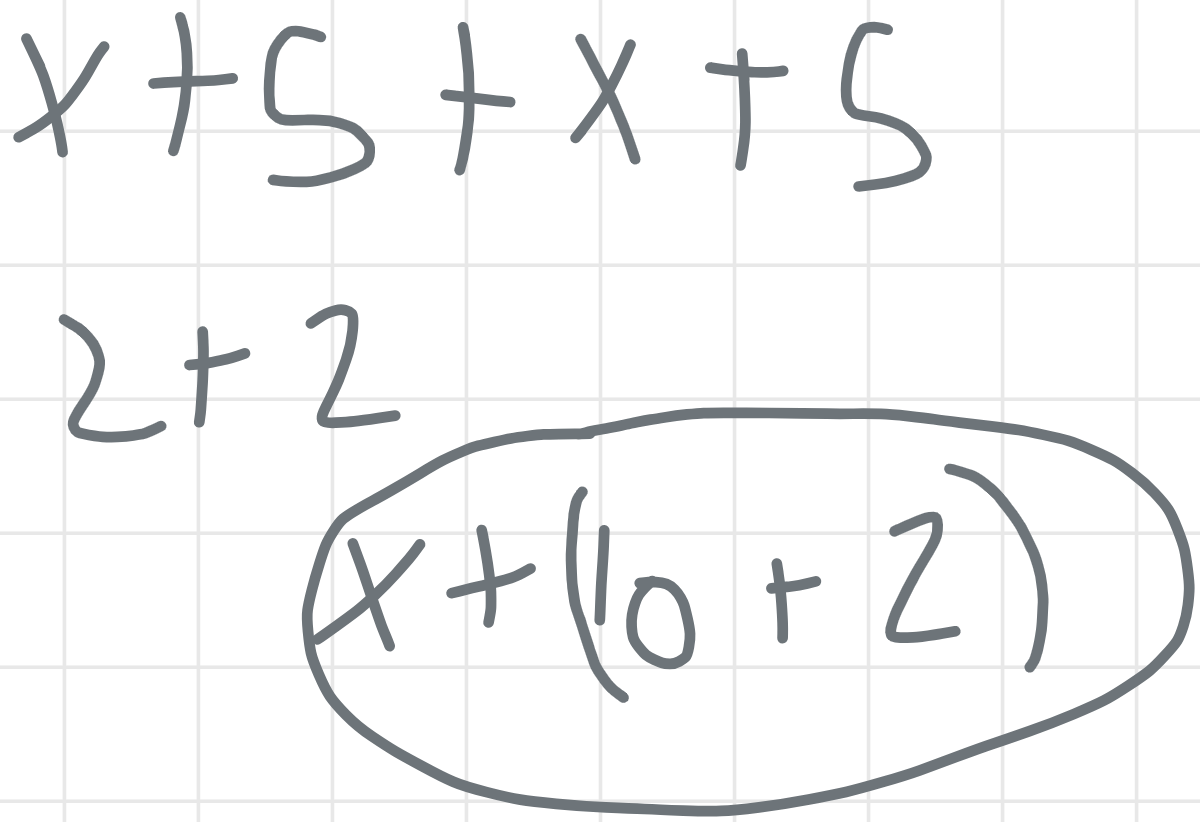 x + 5 + x + 5
2 + 2
x + (10 + 2)